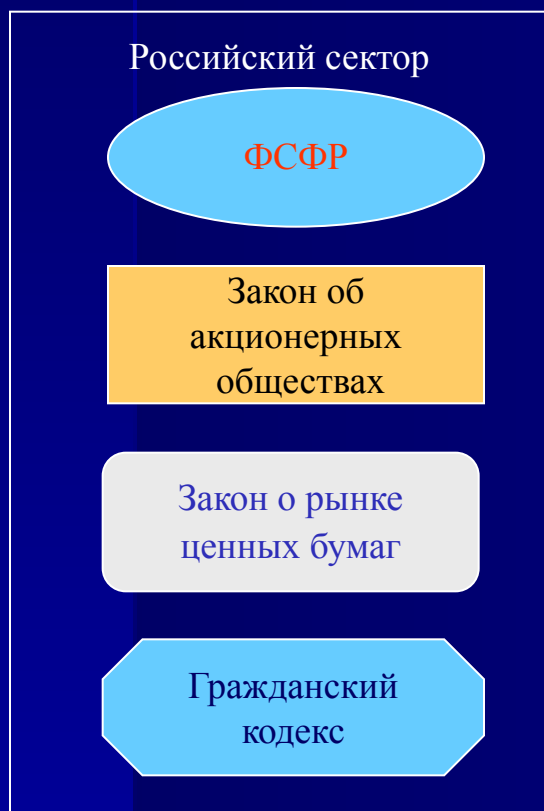 Российский сектор
ФСФР
Закон об
акционерных
обществах
Закон о рынке
ценных бумаг
Гражданский
кодекс